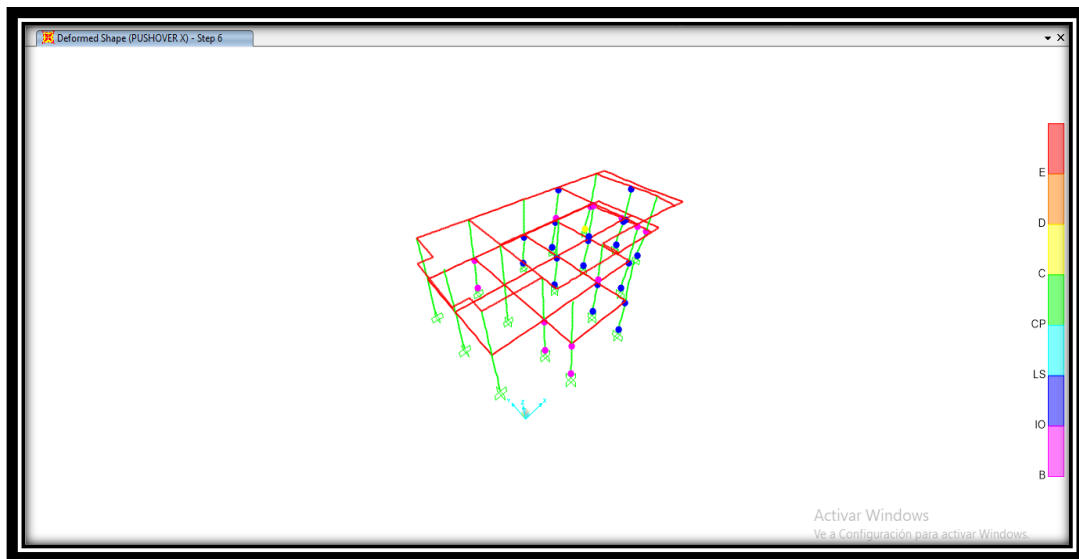 Deformed Shape (PUSHOVER X) - Step 6
E
D
C
CP
LS
IO
B
Activar Windows
Ve a Configuración para activar Windows.